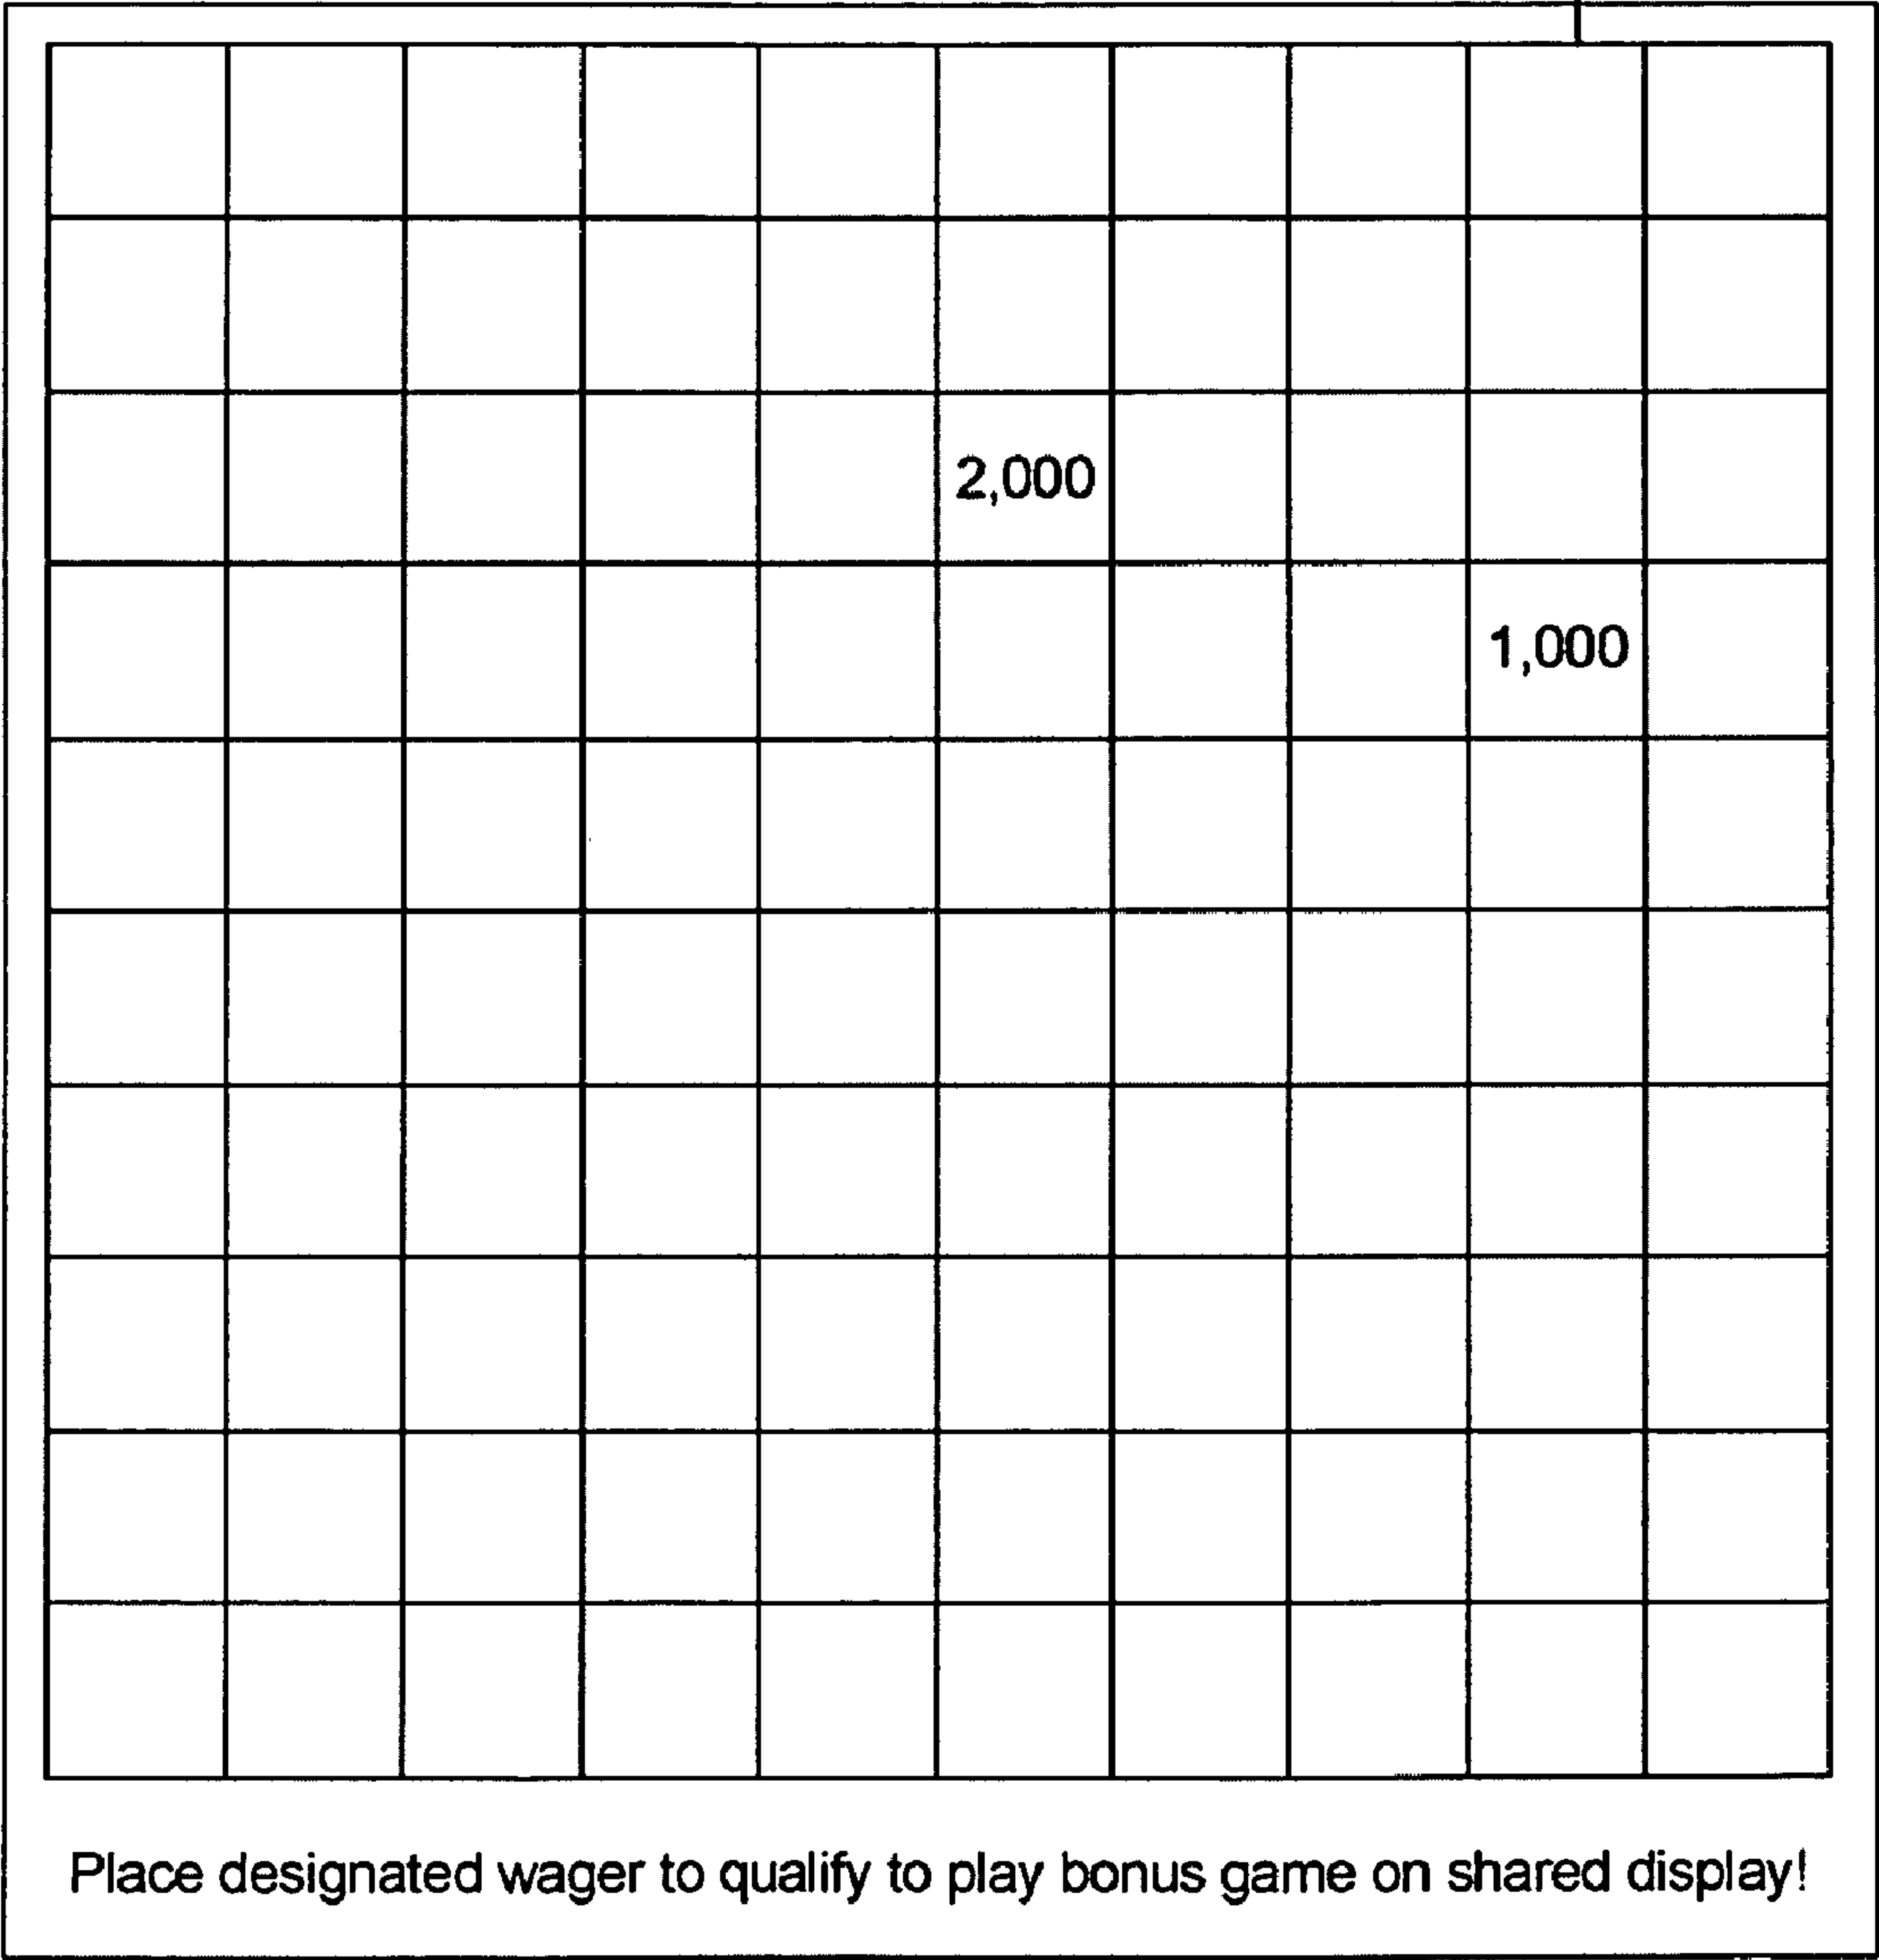 2,000
1,000
Place designated wager to qualify to play bonus game on shared display!